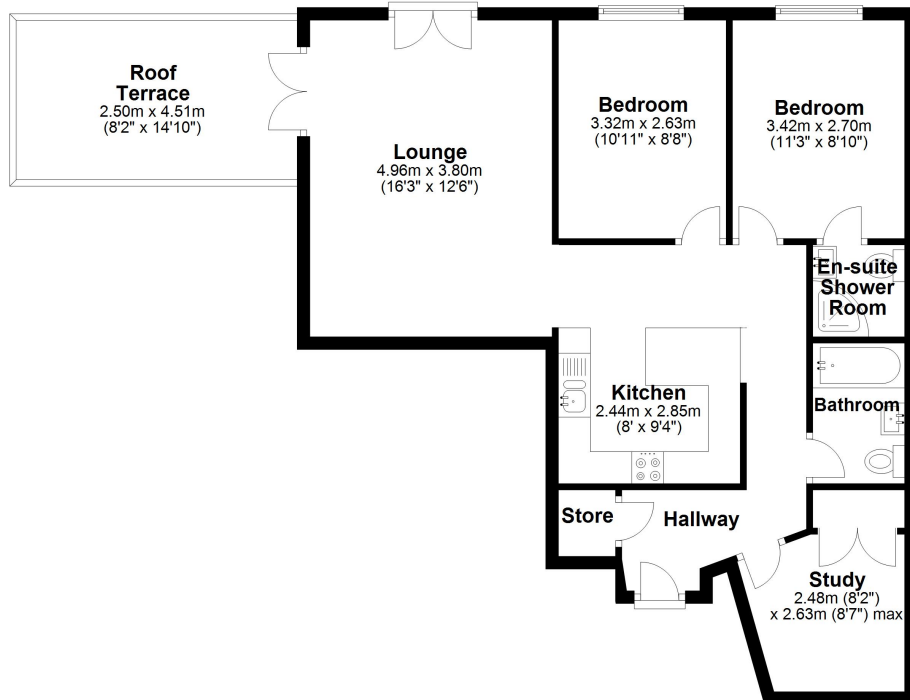 Roof
Terrace
2.50m x 4.51m
(8'2" x 14'10")
Lounge
4.96m x 3.80m
(16'3" x 12'6")
Bedroom
3.32m x 2.63m
(10'11" x 8'8")
Bedroom
3.42m x 2.70m
(11'3" x 8'10")
En-suite
Shower
Room
Kitchen
2.44m x 2.85m
(8' x 9'4")
Bathroom
Store
Hallway
Study
2.48m (8'2")
x 2.63m (8'7") max